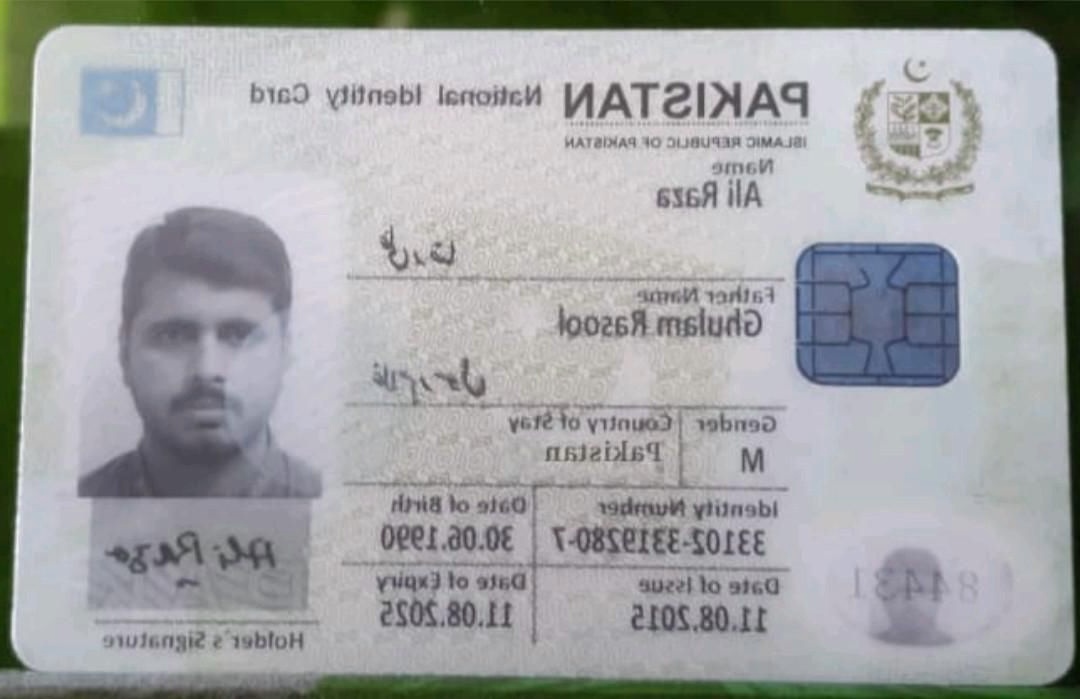 PAKISTAN National Identity Card
ISLAMIC REPUBLIC OF PAKISTAN
Name
Ali Raza
علی رضا
Father Name
Ghulam Rasool
غلام رسول
Gender Country of Stay
M Pakistan
Identity Number Date of Birth
33102-3319280-7 30.06.1990
Date of Issue Date of Expiry
11.08.2015 11.08.2025
84431
Ali Raza
Holder's Signature